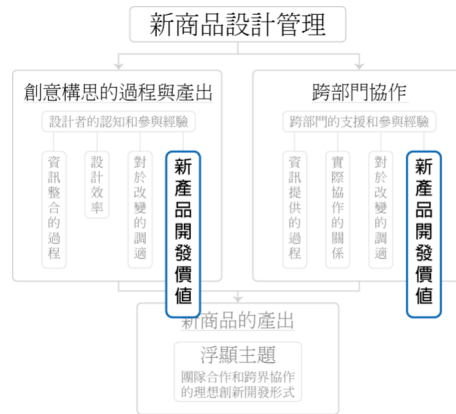 新商品設計管理
創意構思的過程與產出
設計者的認知和參與經驗
資訊整合的過程
設計效率
對於改變的調適
新產品開發價值
跨部門協作
跨部門的支援和參與經驗
資訊提供的過程
實際協作的關係
對於改變的調適
新產品開發價值
新商品的產出
浮顯主題
團隊合作和跨界協作
的理想創新開發形式